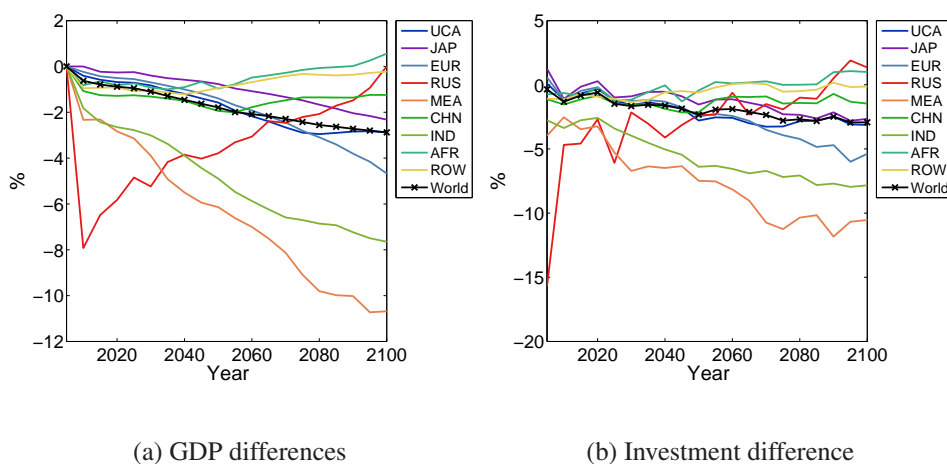 0
−2
−4
−6
−8
−10
−12
%
2020 2040 2060 2080 2100
Year
UCA
JAP
EUR
RUS
MEA
CHN
IND
AFR
ROW
World
(a) GDP differences
5
0
−5
−10
−15
−20
%
2020 2040 2060 2080 2100
Year
UCA
JAP
EUR
RUS
MEA
CHN
IND
AFR
ROW
World
(b) Investment difference